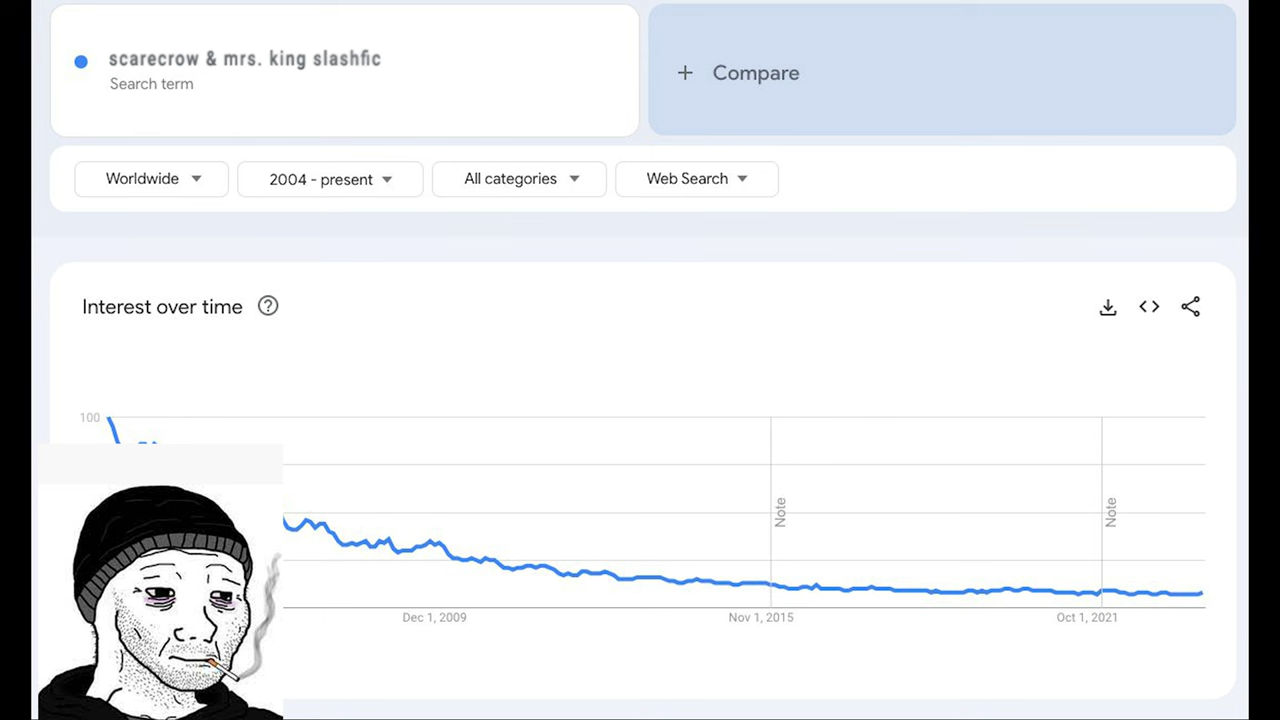 scarecrow & mrs. king slashfic
Search term
+ Compare
Worldwide
2004 - present
All categories
Web Search
Interest over time ?
100
Note
Note
Dec 1, 2009
Nov 1, 2015
Oct 1, 2021